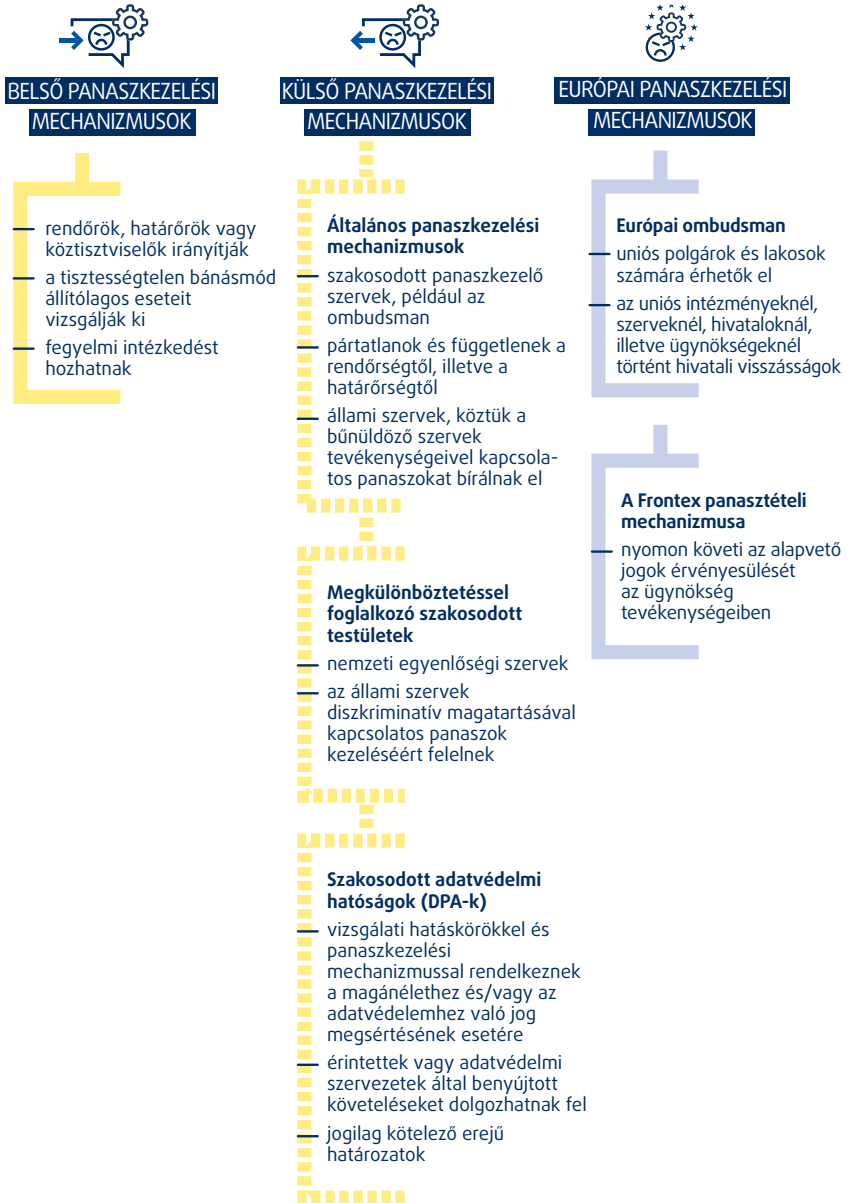 BELSŐ PANASZKEZELÉSI
MECHANIZMUSOK
— rendőrök, határőrök vagy
köztisztviselők irányítják
— a tisztességtelen bánásmód
állítólagos eseteit
vizsgálják ki
— fegyelmi intézkedést
hozhatnak
KÜLSŐ PANASZKEZELÉSI
MECHANIZMUSOK
Általános panaszkezelési
mechanizmusok
— szakosodott panaszkezelő
szervek, például az
ombudsman
— pártatlanok és függetlenek a
rendőrségtől, illetve a
határőrségtől
— állami szervek, köztük a
bűnüldöző szervek
tevékenységeivel kapcsola-
tos panaszokat bírálnak el
Megkülönböztetéssel
foglalkozó szakosodott
testületek
— nemzeti egyenlőségi szervek
— az állami szervek
diszkriminatív magatartásával
kapcsolatos panaszok
kezeléséért felelnek
Szakosodott adatvédelmi
hatóságok (DPA-k)
— vizsgálati hatáskörökkel és
panaszkezelési
mechanizmussal rendelkeznek
a magánélethez és/vagy az
adatvédelemhez való jog
megsértésének esetére
— érintettek vagy adatvédelmi
szervezetek által benyújtott
követeléseket dolgozhatnak fel
— jogilag kötelező erejű
határozatok
EURÓPAI PANASZKEZELÉSI
MECHANIZMUSOK
Európai ombudsman
— uniós polgárok és lakosok
számára érhetők el
— az uniós intézményeknél,
szerveknél, hivataloknál,
illetve ügynökségeknél
történt hivatali visszásságok
A Frontex panasztételi
mechanizmusa
— nyomon követi az alapvető
jogok érvényesülését
az ügynökség
tevékenységeiben